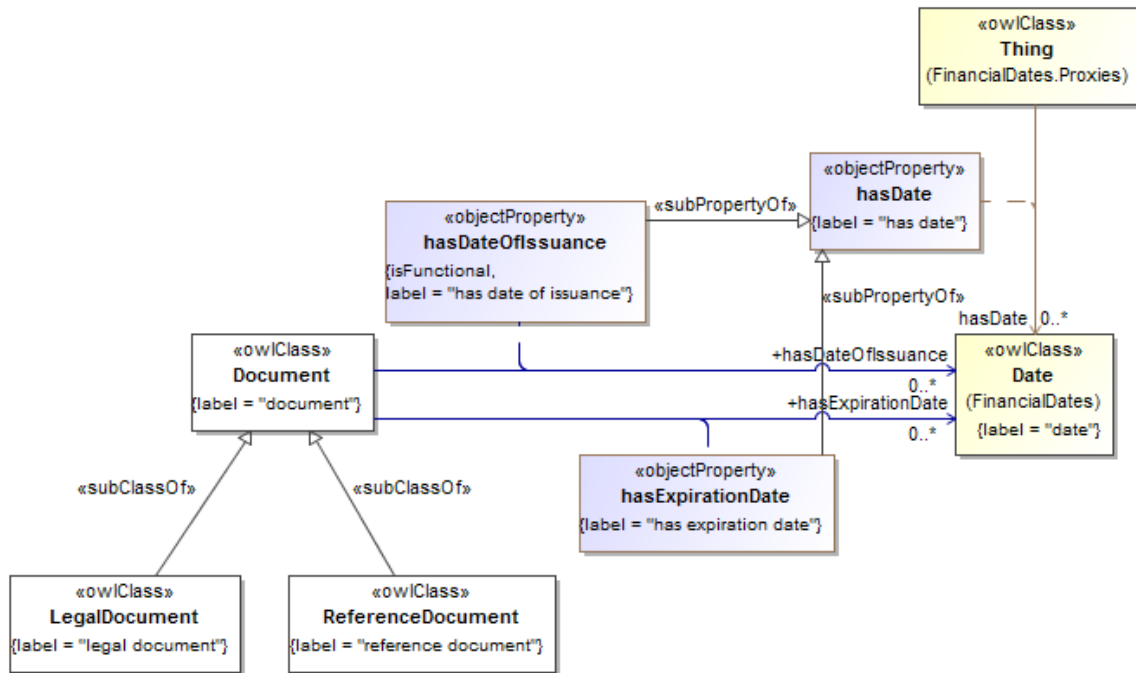 «owlClass»
Thing
(FinancialDates.Proxies)
«objectProperty»
hasDate
{label = "has date"}
«subPropertyOf»
«objectProperty»
hasDateOfIssuance
{isFunctional,
label = "has date of issuance"}
«subPropertyOf»
hasDate 0..*
«owlClass»
Document
{label = "document"}
+hasDateOfIssuance
0..*
+hasExpirationDate
0..*
«owlClass»
Date
(FinancialDates)
{label = "date"}
«objectProperty»
hasExpirationDate
{label = "has expiration date"}
«subClassOf»
«subClassOf»
«owlClass»
LegalDocument
{label = "legal document"}
«owlClass»
ReferenceDocument
{label = "reference document"}